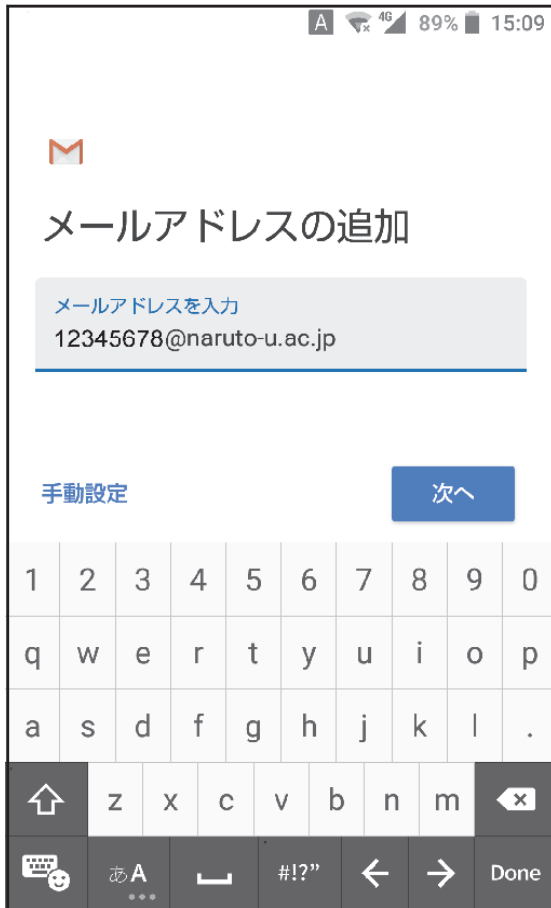 A 4G 89% 15:09
メールアドレスの追加
メールアドレスを入力
12345678@naruto-u.ac.jp
手動設定 次へ
1 2 3 4 5 6 7 8 9 0
q w e r t y u i o p
a s d f g h j k l .
z x c v b n m
あA #!?” Done